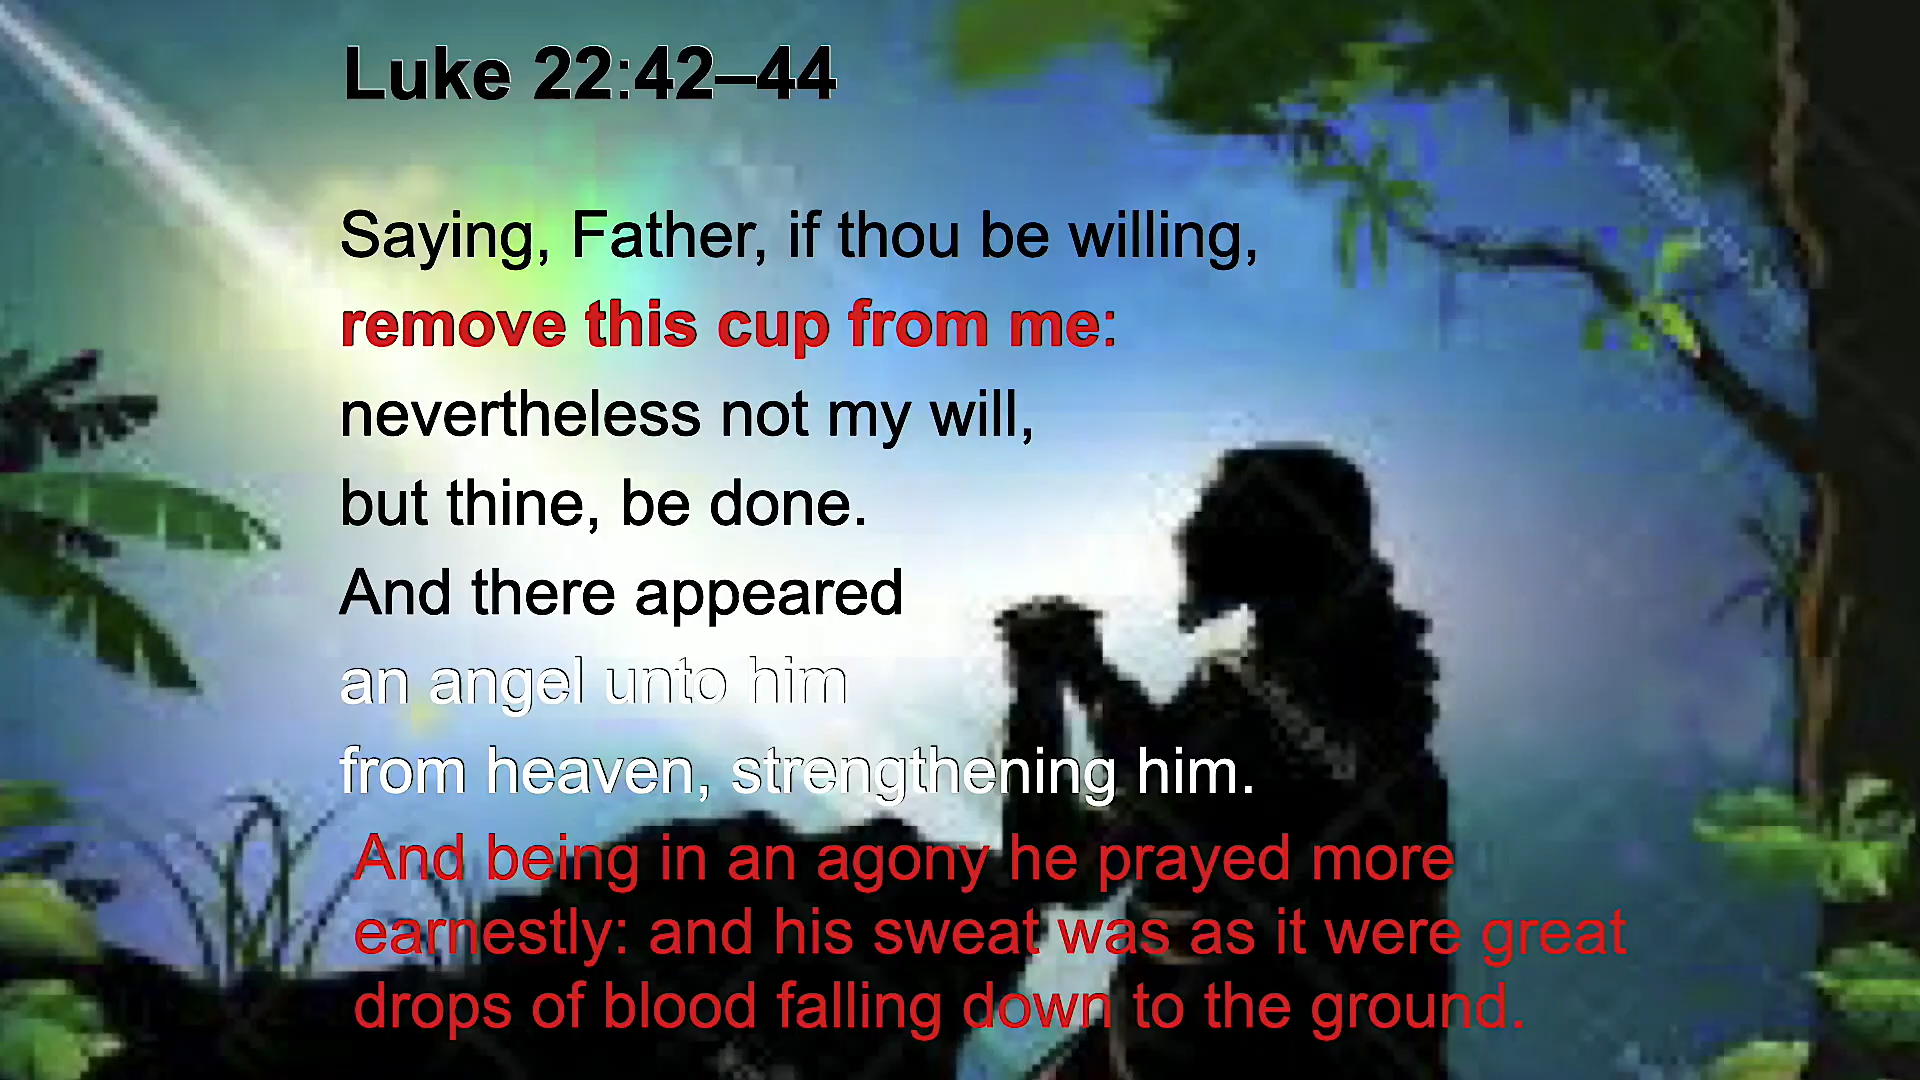 Luke 22:42–44
Saying, Father, if thou be willing,
remove this cup from me:
nevertheless not my will,
but thine, be done.
And there appeared
an angel unto him
from heaven, strengthening him.
And being in an agony he prayed more
earnestly: and his sweat was as it were great
drops of blood falling down to the ground.